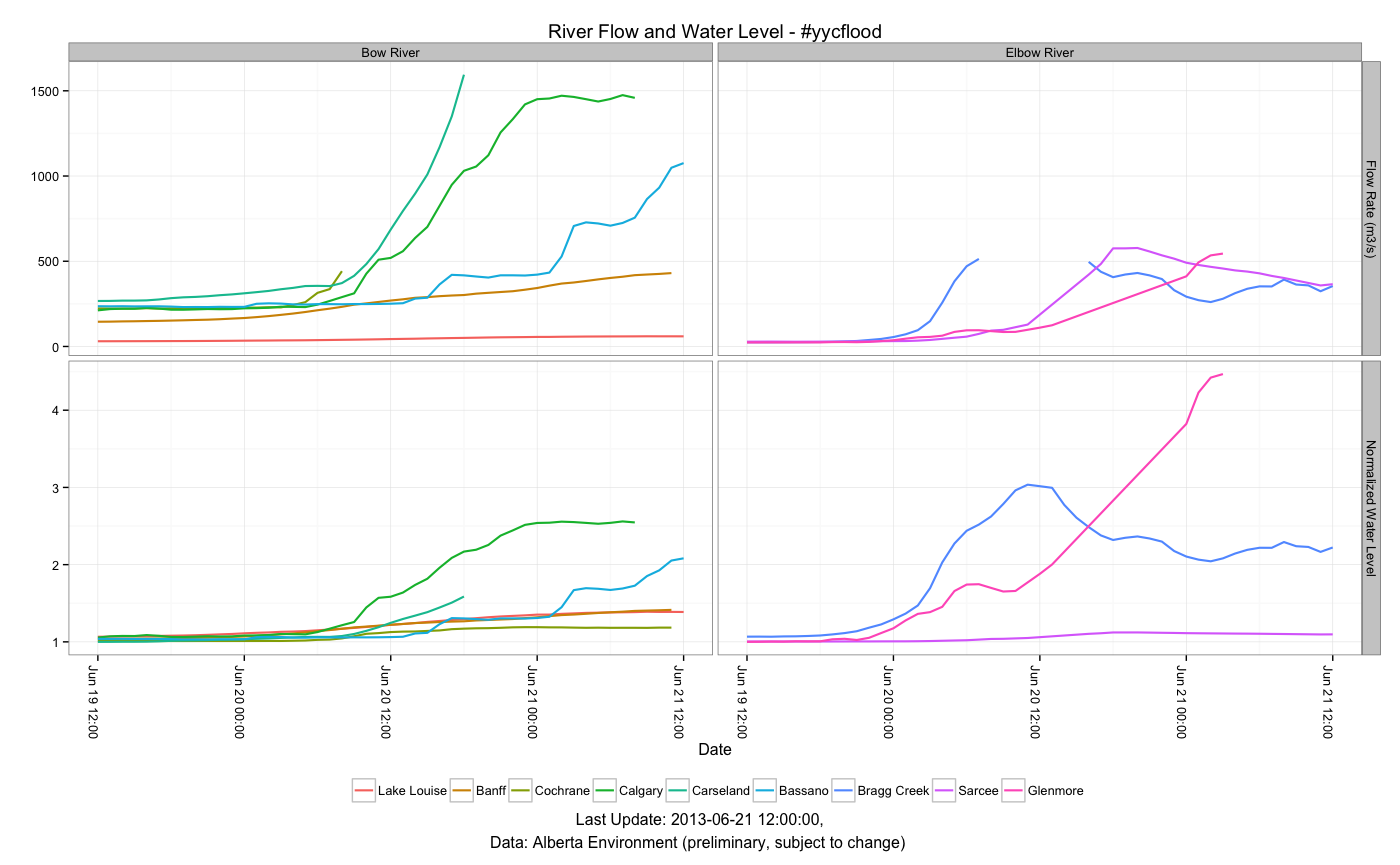 River Flow and Water Level - #yycflood
Bow River
Elbow River
1500
1000
500
0
Flow Rate (m3/s)
4
3
2
1
Normalized Water Level
Jun 19 12:00
Jun 20 00:00
Jun 20 12:00
Jun 21 00:00
Jun 21 12:00
Jun 19 12:00
Jun 20 00:00
Jun 20 12:00
Jun 21 00:00
Jun 21 12:00
Date
Lake Louise Banff Cochrane Calgary Carseland Bassano Bragg Creek Sarcee Glenmore
Last Update: 2013-06-21 12:00:00,
Data: Alberta Environment (preliminary, subject to change)